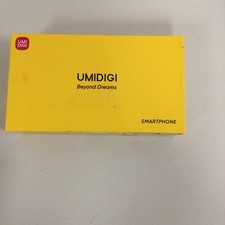 UMI
DIGI
UMIDIGI
Beyond Dreams
SMARTPHONE